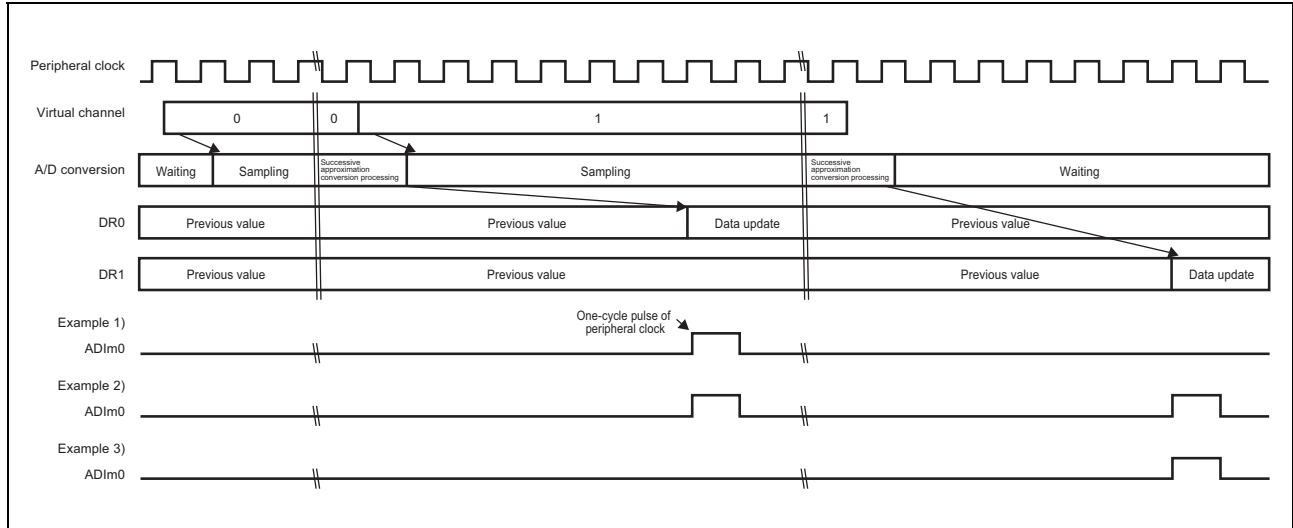 Peripheral clock
Virtual channel 0 0 1 1
A/D conversion Waiting Sampling Successive approximation conversion processing Sampling Successive approximation conversion processing Waiting
DR0 Previous value Previous value Data update Previous value
DR1 Previous value Previous value Previous value Data update
Example 1)
One-cycle pulse of
peripheral clock
ADIm0
Example 2)
ADIm0
Example 3)
ADIm0